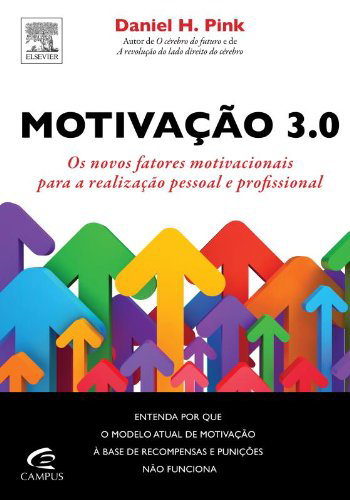 Daniel H. Pink
Autor de O cérebro do futuro e de
A revolução do lado direito do cérebro
ELSEVIER
MOTIVAÇÃO 3.0
Os novos fatores motivacionais
para a realização pessoal e profissional
ENTENDA POR QUE
O MODELO ATUAL DE MOTIVAÇÃO
À BASE DE RECOMPENSAS E PUNIÇÕES
NÃO FUNCIONA
CAMPUS